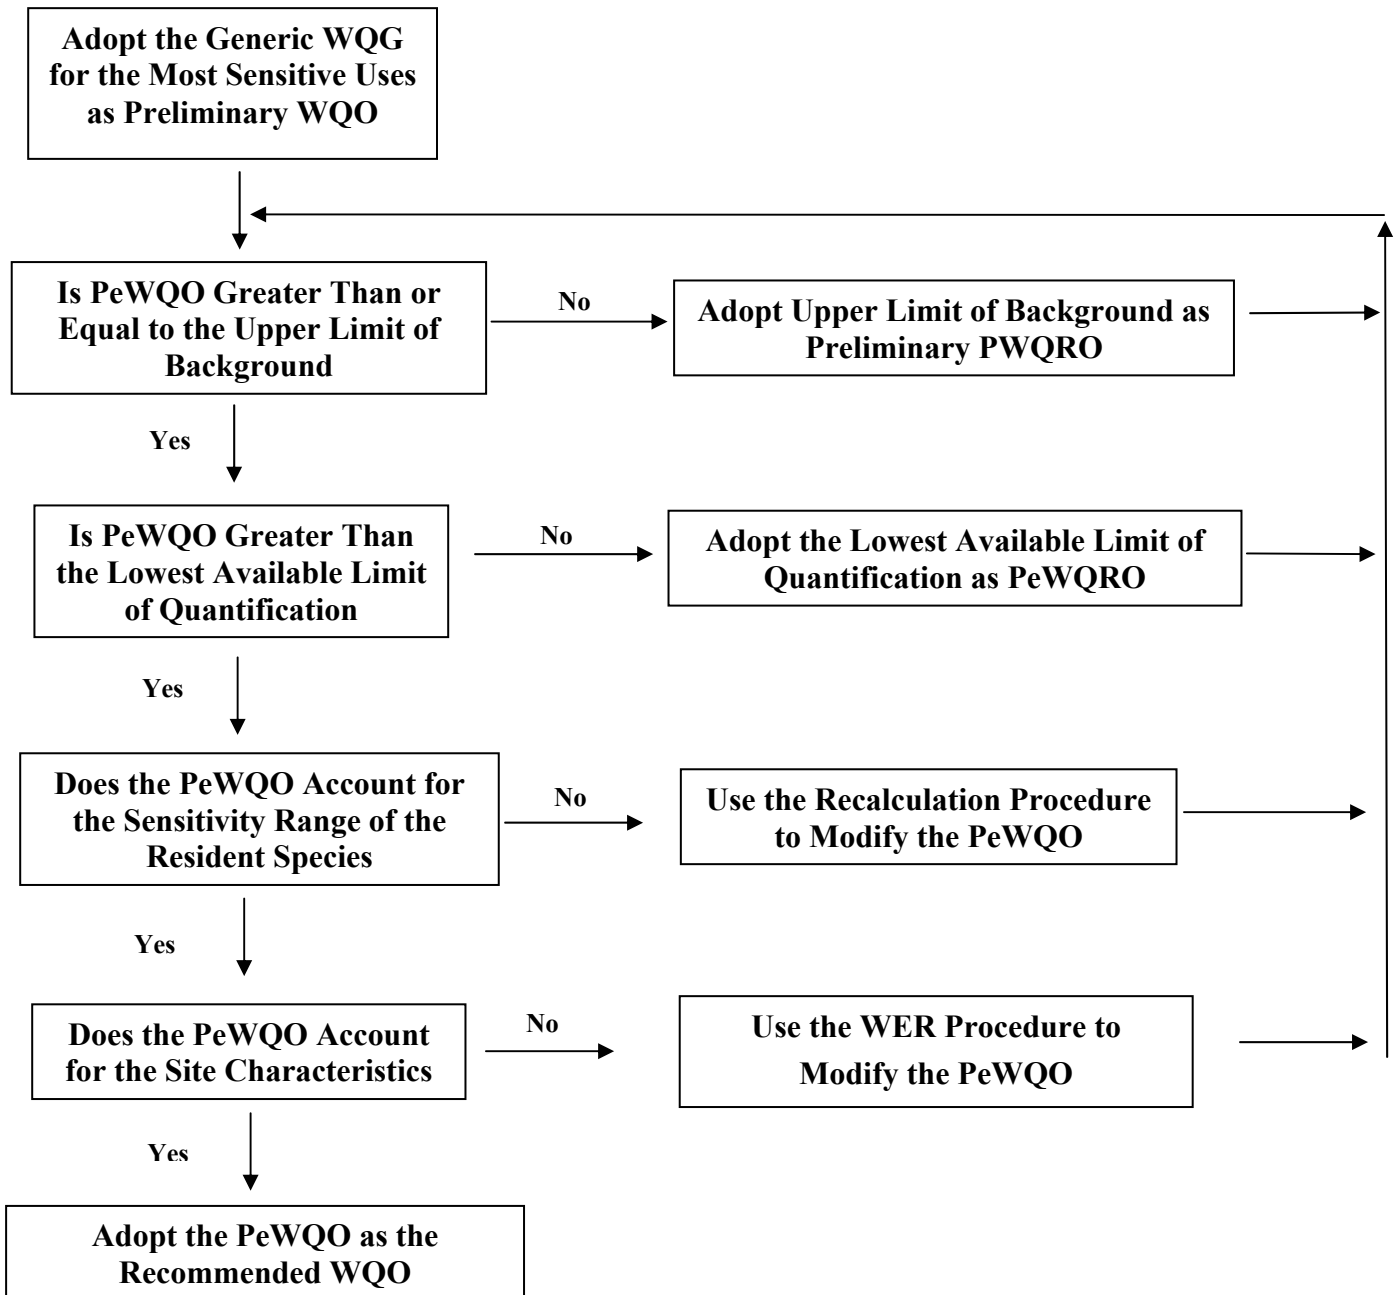 Adopt the Generic WQG
for the Most Sensitive Uses
as Preliminary WQO
Is PeWQO Greater Than or
Equal to the Upper Limit of
Background
No
Adopt Upper Limit of Background as
Preliminary PWQRO
Yes
Is PeWQO Greater Than
the Lowest Available Limit
of Quantification
No
Adopt the Lowest Available Limit of
Quantification as PeWQRO
Yes
Does the PeWQO Account for
the Sensitivity Range of the
Resident Species
No
Use the Recalculation Procedure
to Modify the PeWQO
Yes
Does the PeWQO Account
for the Site Characteristics
No
Use the WER Procedure to
Modify the PeWQO
Yes
Adopt the PeWQO as the
Recommended WQO